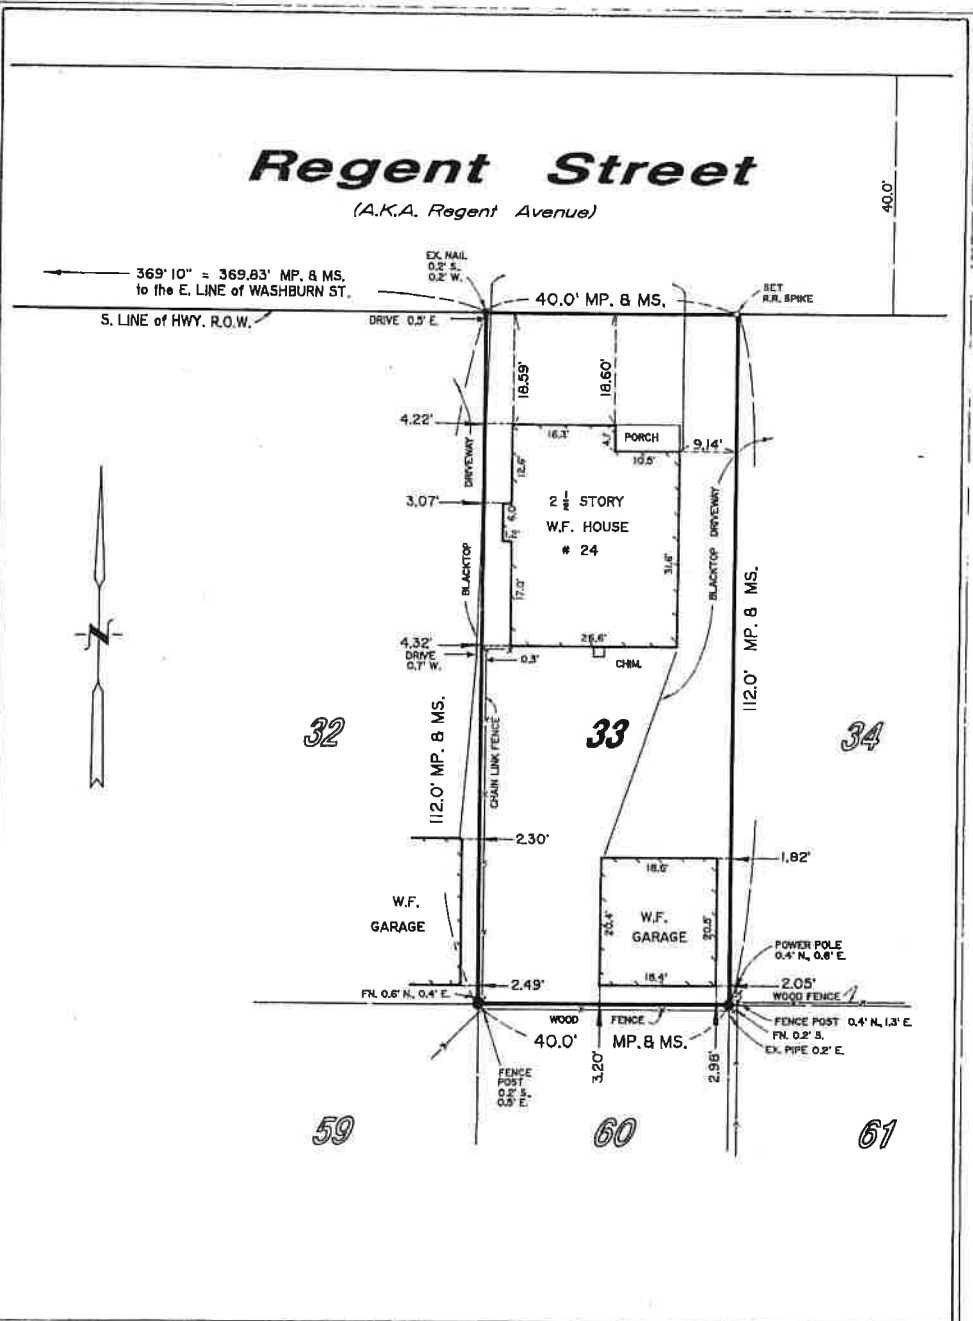 Regent Street
(A.K.A. Regent Avenue)
40.0'
369' 10" = 369.83' MP. & MS.
to the E. LINE of WASHBURN ST.
EX. NAIL
0.2' S.
0.2' W.
40.0' MP. & MS.
SET
R.R. SPIKE
S. LINE of HWY. R.O.W.
DRIVE 0.5' E.
18.59'
18.60'
4.22'
16.3'
4.1'
PORCH
10.5'
9.14'
DRIVEWAY
12.6'
3.07'
6.0'
2 1/2 STORY
W.F. HOUSE
# 24
BLACKTOP
17.0'
31.6'
BLACKTOP DRIVEWAY
112.0' MP. & MS.
4.32'
DRIVE
0.7' W.
0.3'
26.6'
CHIM.
112.0' MP. & MS.
CHAIN LINK FENCE
32
33
34
2.30'
1.82'
W.F.
GARAGE
20.4'
W.F.
GARAGE
20.5'
18.4'
POWER POLE
0.4' N., 0.6' E.
FN. 0.6' N., 0.4' E.
2.49'
2.05'
WOOD FENCE
WOOD FENCE
FENCE POST 0.4' N., 1.3' E.
FN. 0.2' S.
EX. PIPE 0.2' E.
40.0' MP. & MS.
3.20'
2.98'
FENCE
POST
0.2' S.
0.5' E.
59
60
61
N